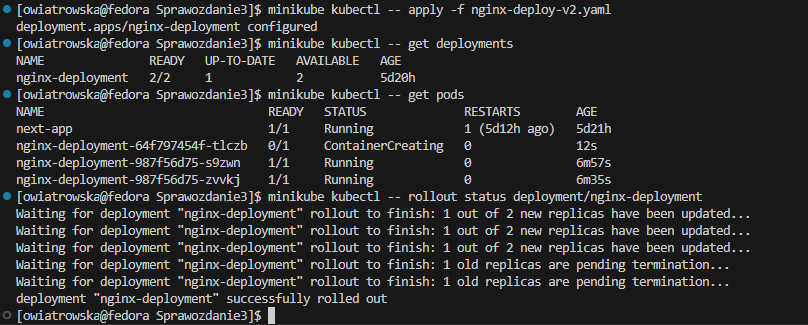 [owiatrowska@fedora Sprawozdanie3]$ minikube kubectl -- apply -f nginx-deploy-v2.yaml
deployment.apps/nginx-deployment configured
[owiatrowska@fedora Sprawozdanie3]$ minikube kubectl -- get deployments
NAME READY UP-TO-DATE AVAILABLE AGE
nginx-deployment 2/2 1 2 5d20h
[owiatrowska@fedora Sprawozdanie3]$ minikube kubectl -- get pods
NAME READY STATUS RESTARTS AGE
next-app 1/1 Running 1 (5d12h ago) 5d21h
nginx-deployment-64f797454f-tlczb 0/1 ContainerCreating 0 12s
nginx-deployment-987f56d75-s9zwn 1/1 Running 0 6m57s
nginx-deployment-987f56d75-zvvkj 1/1 Running 0 6m35s
[owiatrowska@fedora Sprawozdanie3]$ minikube kubectl -- rollout status deployment/nginx-deployment
Waiting for deployment "nginx-deployment" rollout to finish: 1 out of 2 new replicas have been updated...
Waiting for deployment "nginx-deployment" rollout to finish: 1 out of 2 new replicas have been updated...
Waiting for deployment "nginx-deployment" rollout to finish: 1 out of 2 new replicas have been updated...
Waiting for deployment "nginx-deployment" rollout to finish: 1 old replicas are pending termination...
Waiting for deployment "nginx-deployment" rollout to finish: 1 old replicas are pending termination...
deployment "nginx-deployment" successfully rolled out
[owiatrowska@fedora Sprawozdanie3]$